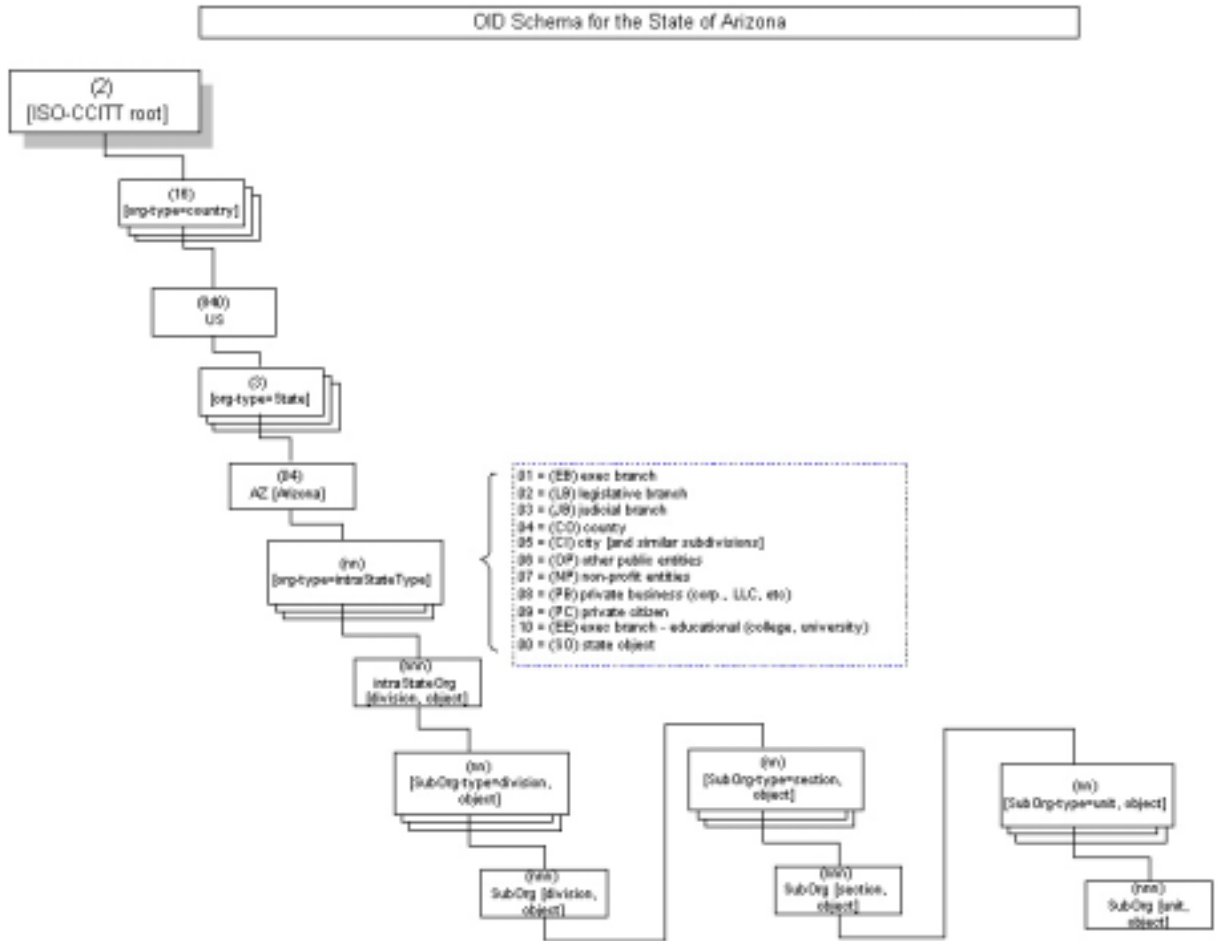 OID Schema for the State of Arizona
(2)
[ISO-CCITT root]
(16)
[org-type=country]
(840)
US
(3)
[org-type=State]
(04)
AZ [Arizona]
(nn)
[org-type=intraStateType]
01 = (EB) exec branch
02 = (LB) legislative branch
03 = (JB) judicial branch
04 = (CO) county
05 = (CI) city [and similar subdivisions]
06 = (OP) other public entities
07 = (NP) non-profit entities
08 = (PB) private business (corp., LLC, etc)
09 = (PC) private citizen
10 = (EE) exec branch - educational (college, university)
00 = (SO) state object
(nnn)
intraStateOrg
[division, object]
(nn)
[SubOrg-type=division,
object]
(nnn)
SubOrg [division,
object]
(nn)
[SubOrg-type=section,
object]
(nnn)
SubOrg [section,
object]
(nn)
[SubOrg-type=unit, object]
(nnn)
SubOrg [unit,
object]